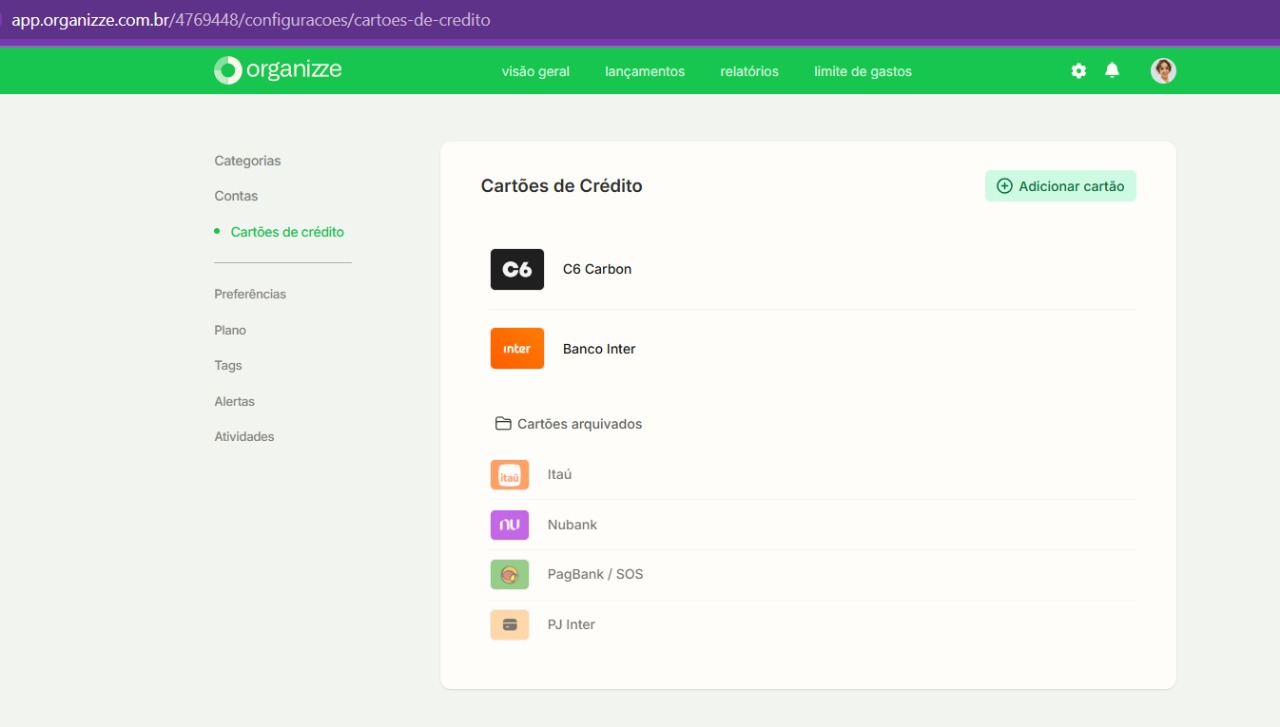 app.organizze.com.br/4769448/configuracoes/cartoes-de-credito
organizze
visão geral
lançamentos
relatórios
limite de gastos
Categorias
Contas
Cartões de crédito
Preferências
Plano
Tags
Alertas
Atividades
Cartões de Crédito
Adicionar cartão
C6
C6 Carbon
inter
Banco Inter
Cartões arquivados
itaú
Itaú
nu
Nubank
PagBank / SOS
PJ Inter